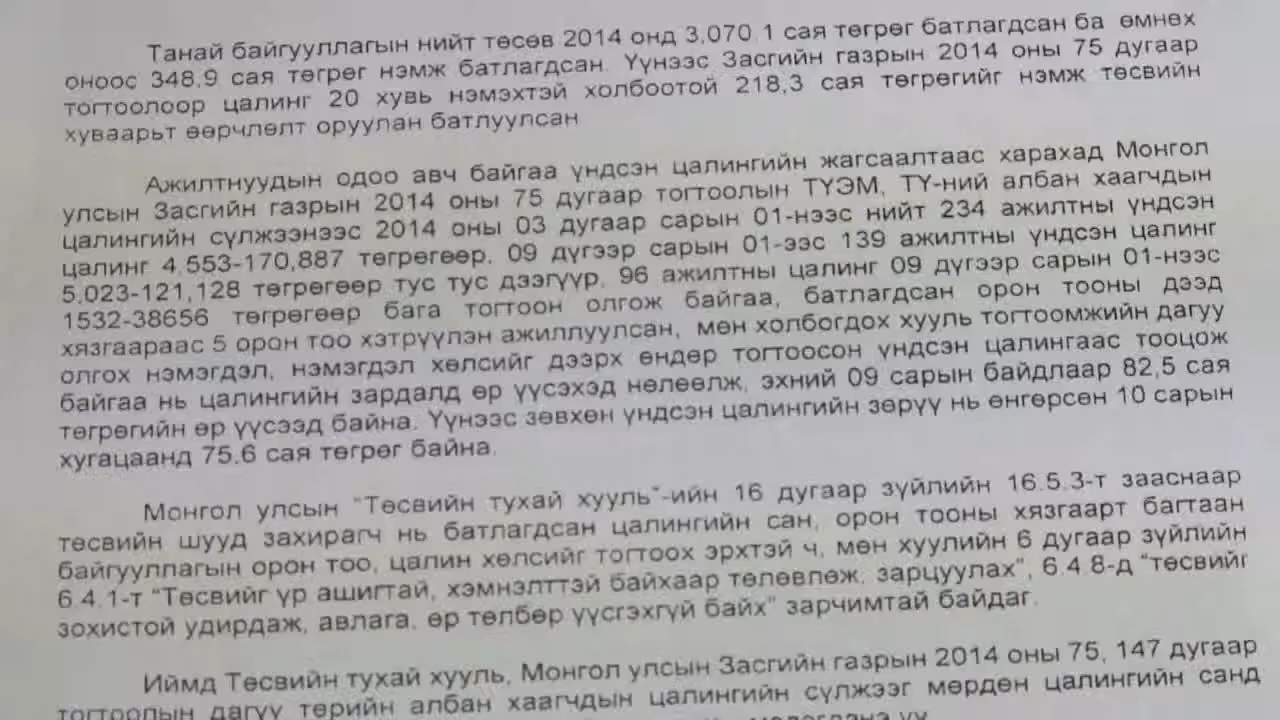 Танай байгууллагын нийт төсөв 2014 онд 3,070.1 сая төгрөг батлагдсан ба өмнөх
оноос 348,9 сая төгрөг нэмж батлагдсан. Үүнээс Засгийн газрын 2014 оны 75 дугаар
тогтоолоор цалинг 20 хувь нэмэхтэй холбоотой 218,3 сая төгрөгийг нэмж төсвийн
хуваарьт өөрчлөлт оруулан батлуулсан
Ажилтнуудын одоо авч байгаа үндсэн цалингийн жагсаалтаас харахад Монгол
улсын Засгийн газрын 2014 оны 75 дугаар тогтоолын ТҮЭМ, ТҮ-ний албан хаагчдын
цалингийн сүлжээнээс 2014 оны 03 дугаар сарын 01-нээс нийт 234 ажилтны үндсэн
цалинг 4,553-170,887 төгрөгөөр, 09 дүгээр сарын 01-ээс 139 ажилтны үндсэн цалинг
5,023-121,128 төгрөгөөр тус тус дээгүүр, 96 ажилтны цалинг 09 дүгээр сарын 01-нээс
1532-38656 төгрөгөөр бага тогтоон олгож байгаа, батлагдсан орон тооны дээд
хязгаараас 5 орон тоо хэтрүүлэн ажиллуулсан, мөн холбогдох хууль тогтоомжийн дагуу
олгох нэмэгдэл, нэмэгдэл хөлсийг дээрх өндөр тогтоосон үндсэн цалингаас тооцож
байгаа нь цалингийн зардалд өр үүсэхэд нөлөөлж, эхний 09 сарын байдлаар 82,5 сая
төгрөгийн өр үүсээд байна. Үүнээс зөвхөн үндсэн цалингийн зөрүү нь өнгөрсөн 10 сарын
хугацаанд 75.6 сая төгрөг байна.
Монгол улсын "Төсвийн тухай хууль"-ийн 16 дугаар зүйлийн 16.5.3-т зааснаар
төсвийн шууд захирагч нь батлагдсан цалингийн сан, орон тооны хязгаарт багтаан
байгууллагын орон тоо, цалин хөлсийг тогтоох эрхтэй ч, мөн хуулийн 6 дугаар зүйлийн
6.4.1-т "Төсвийг үр ашигтай, хэмнэлттэй байхаар төлөвлөж, зарцуулах", 6.4.8-д "төсвийг
зохистой удирдаж, авлага, өр төлбөр үүсгэхгүй байх" зарчимтай байдаг.
Иймд Төсвийн тухай хууль, Монгол улсын Засгийн газрын 2014 оны 75, 147 дугаар
тогтоолын дагуу төрийн албан хаагчдын цалингийн сүлжээг мөрдөн цалингийн санд